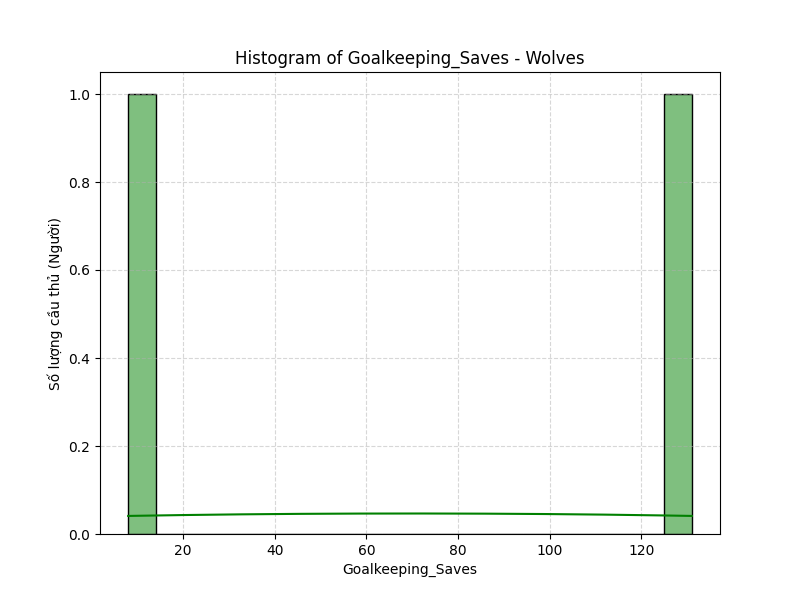 Histogram of Goalkeeping_Saves - Wolves
1.0
0.8
0.6
0.4
0.2
0.0
Số lượng cầu thủ (Người)
20 40 60 80 100 120
Goalkeeping_Saves